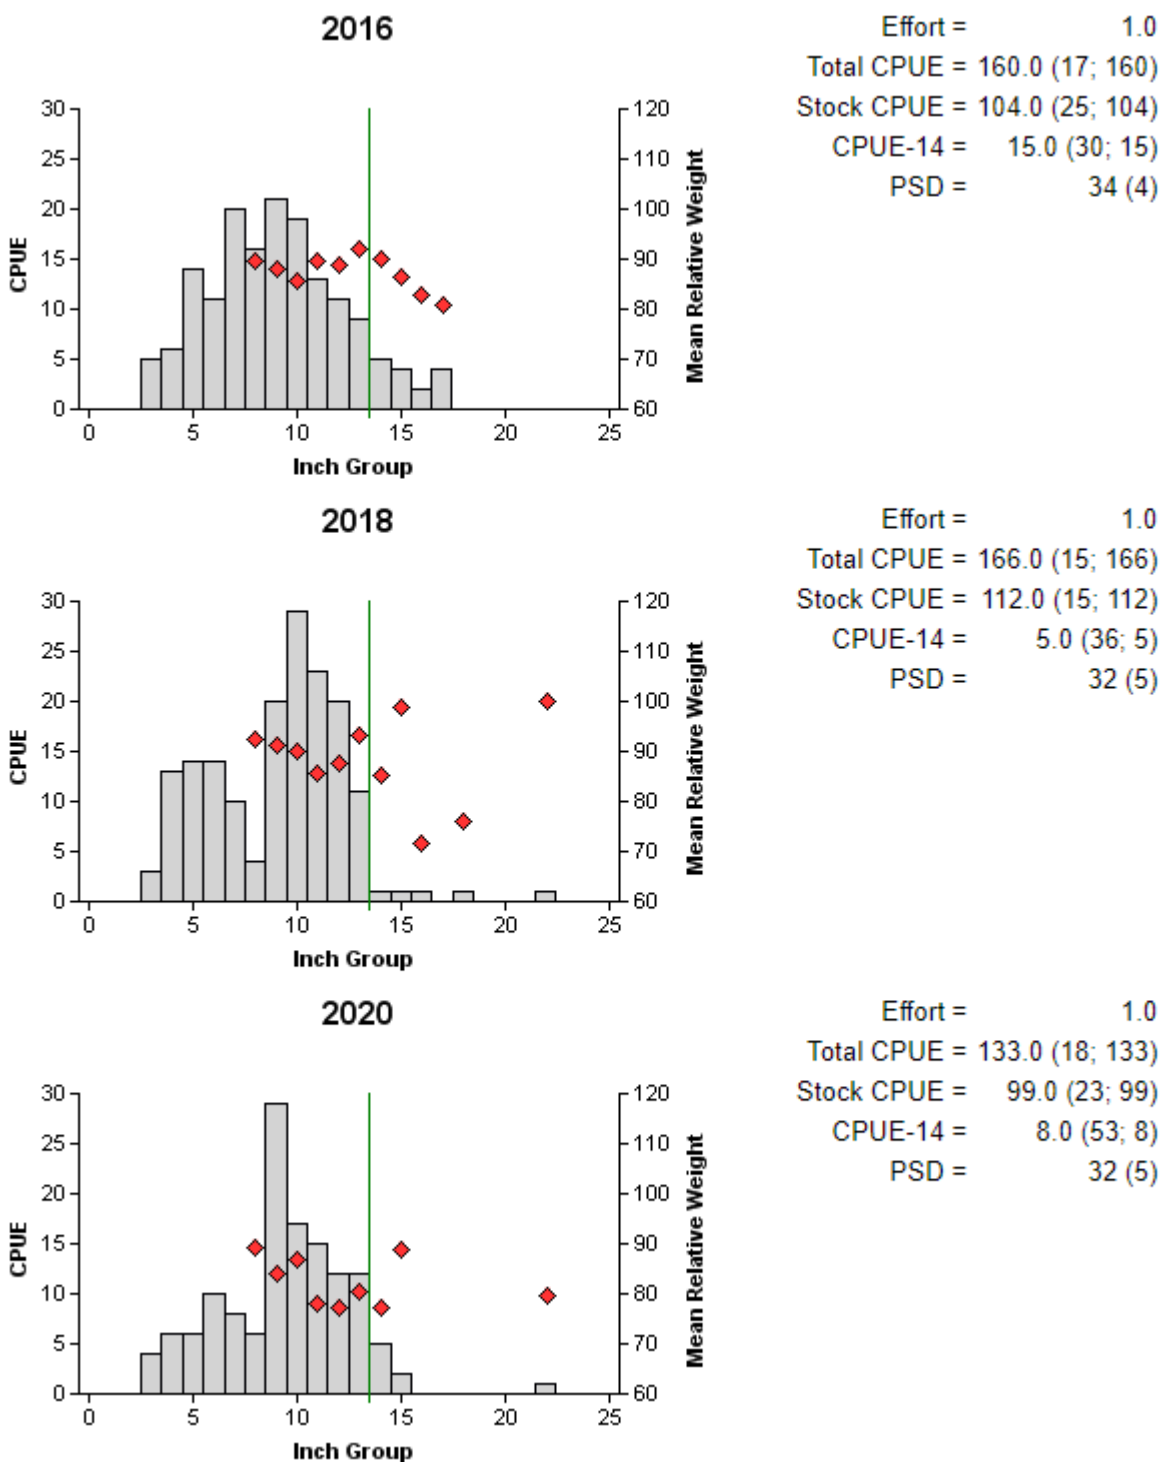 2016
Effort = 1.0
Total CPUE = 160.0 (17; 160)
Stock CPUE = 104.0 (25; 104)
CPUE-14 = 15.0 (30; 15)
PSD = 34 (4)
30
25
20
15
10
5
0
CPUE
120
110
100
90
80
70
60
Mean Relative Weight
0 5 10 15 20 25
Inch Group
2018
Effort = 1.0
Total CPUE = 166.0 (15; 166)
Stock CPUE = 112.0 (15; 112)
CPUE-14 = 5.0 (36; 5)
PSD = 32 (5)
30
25
20
15
10
5
0
CPUE
120
110
100
90
80
70
60
Mean Relative Weight
0 5 10 15 20 25
Inch Group
2020
Effort = 1.0
Total CPUE = 133.0 (18; 133)
Stock CPUE = 99.0 (23; 99)
CPUE-14 = 8.0 (53; 8)
PSD = 32 (5)
30
25
20
15
10
5
0
CPUE
120
110
100
90
80
70
60
Mean Relative Weight
0 5 10 15 20 25
Inch Group